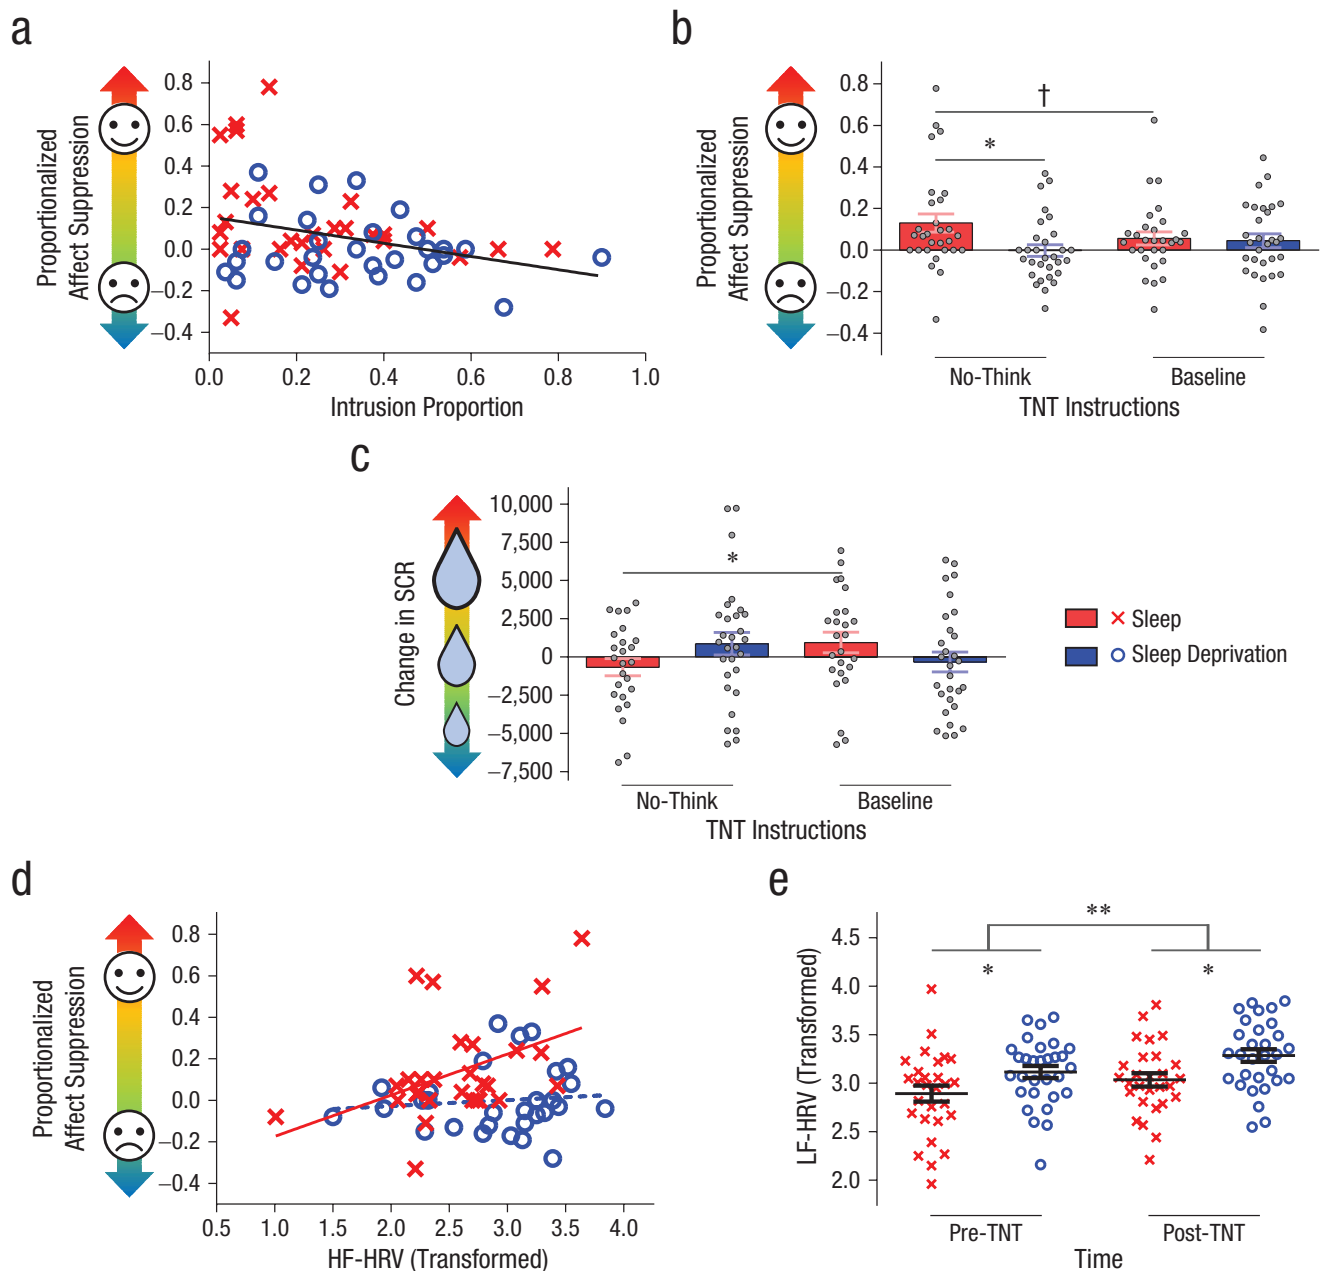 a
Proportionalized
Affect Suppression
0.8
0.6
0.4
0.2
0.0
−0.2
−0.4
0.0 0.2 0.4 0.6 0.8 1.0
Intrusion Proportion
b
Proportionalized
Affect Suppression
0.8
0.6
0.4
0.2
0.0
−0.2
−0.4
†
*
No-Think Baseline
TNT Instructions
c
Change in SCR
10,000
7,500
5,000
2,500
0
−2,500
−5,000
−7,500
*
No-Think Baseline
TNT Instructions
Sleep
Sleep Deprivation
d
Proportionalized
Affect Suppression
0.8
0.6
0.4
0.2
0.0
−0.2
−0.4
0.5 1.0 1.5 2.0 2.5 3.0 3.5 4.0
HF-HRV (Transformed)
e
LF-HRV (Transformed)
4.5
4.0
3.5
3.0
2.5
2.0
**
* *
Pre-TNT Post-TNT
Time